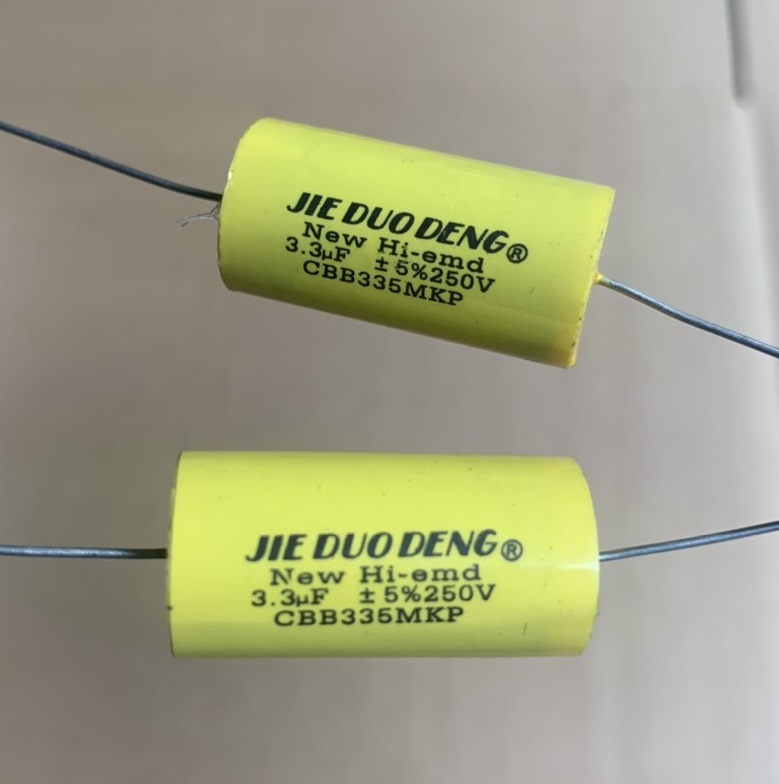 JIE DUO DENG®
New Hi-emd
3.3µF ±5%250V
CBB335MKP
JIE DUO DENG®
New Hi-emd
3.3µF ±5%250V
CBB335MKP